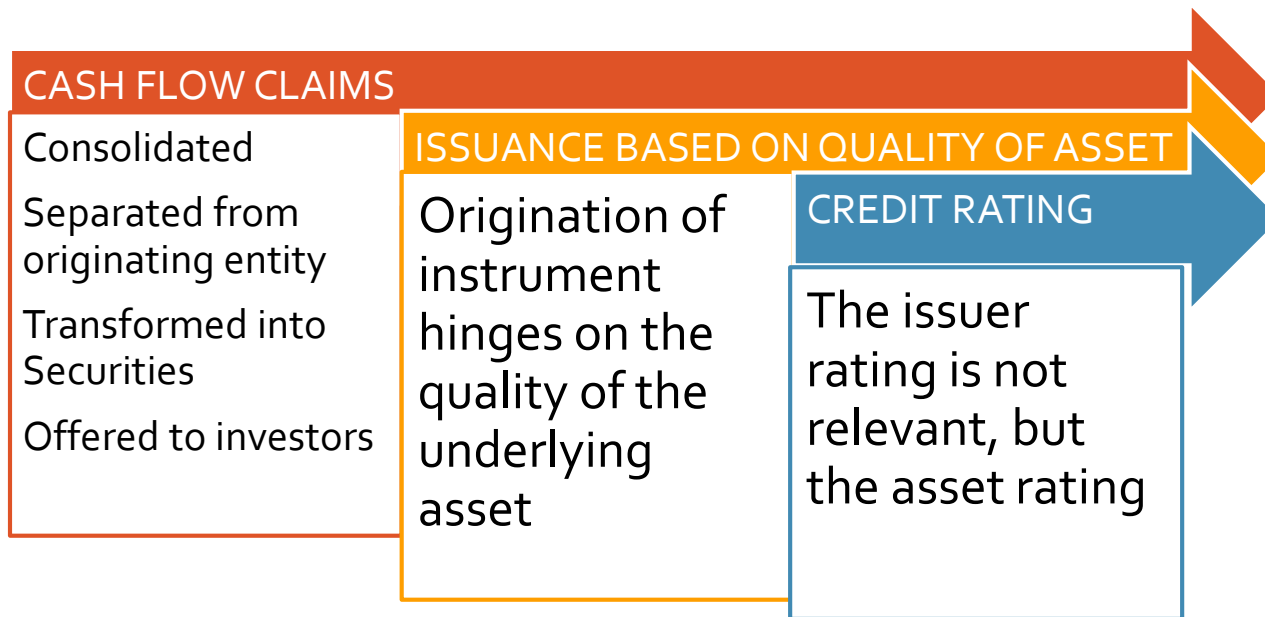 CASH FLOW CLAIMS
Consolidated
Separated from
originating entity
Transformed into
Securities
Offered to investors
ISSUANCE BASED ON QUALITY OF ASSET
Origination of
instrument
hinges on the
quality of the
underlying
asset
CREDIT RATING
The issuer
rating is not
relevant, but
the asset rating